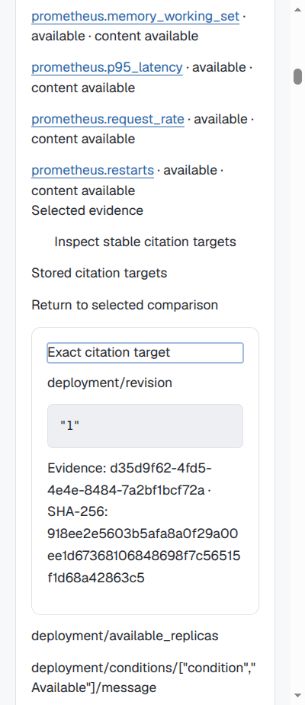 prometheus.memory_working_set ·
available · content available
prometheus.p95_latency · available ·
content available
prometheus.request_rate · available ·
content available
prometheus.restarts · available ·
content available
Selected evidence
Inspect stable citation targets
Stored citation targets
Return to selected comparison
Exact citation target
deployment/revision
"1"
Evidence: d35d9f62-4fd5-
4e4e-8484-7a2bf1bcf72a ·
SHA-256:
918ee2e5603b5afa8a0f29a00
ee1d67368106848698f7c56515
f1d68a42863c5
deployment/available_replicas
deployment/conditions/["condition","
Available"]/message